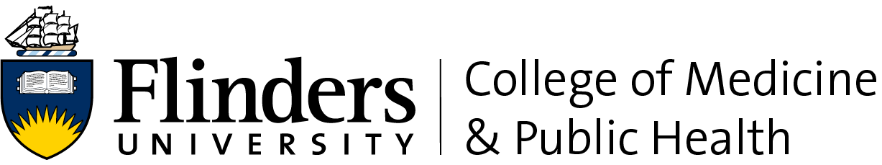 Flinders
UNIVERSITY
College of Medicine
& Public Health